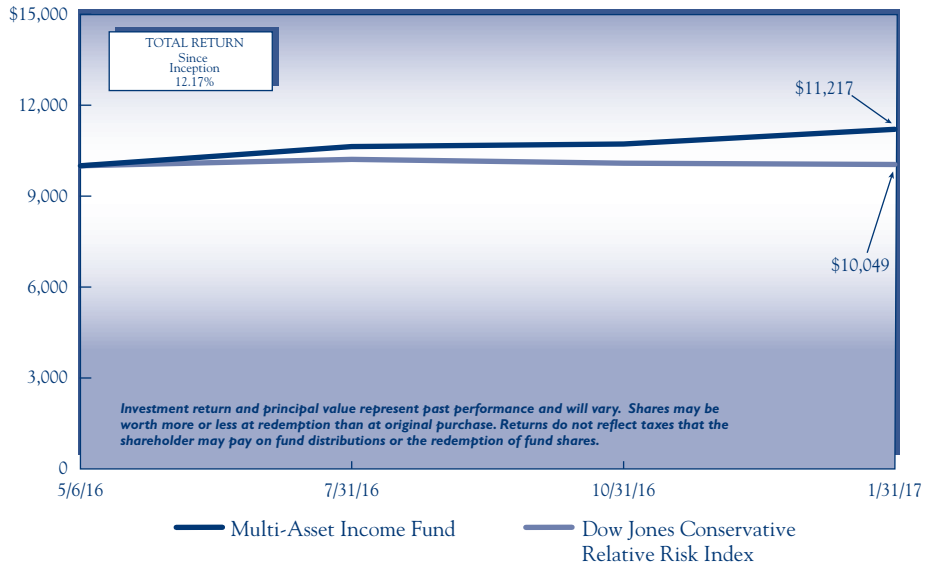 $15,000
TOTAL RETURN
Since
Inception
12.17%
12,000
$11,217
9,000
$10,049
6,000
3,000
Investment return and principal value represent past performance and will vary.  Shares may be
worth more or less at redemption than at original purchase. Returns do not reflect taxes that the
shareholder may pay on fund distributions or the redemption of fund shares.
0
5/6/16
7/31/16
10/31/16
1/31/17
Multi-Asset Income Fund
Dow Jones Conservative
Relative Risk Index